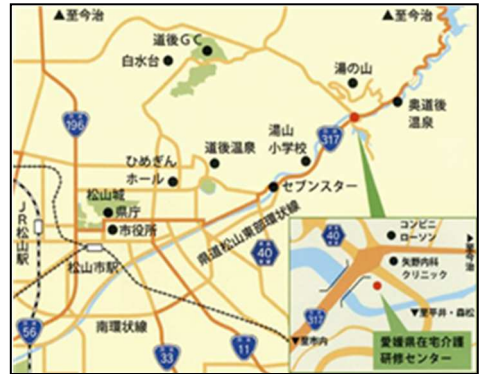 ▲至今治
▲至今治
道後GC
白水台
湯の山
196
奥道後
温泉
317
湯山
小学校
道後温泉
ひめぎん
ホール
セブンスター
松山城
県庁
市役所
JR松山駅
松山市駅
県道松山東部環状線
40
南環状線
56
33
11
40
コンビニ
ローソン
▲至今治
矢野内科
クリニック
▼至平井・森松
317
▼至市内
愛媛県在宅介護
研修センター